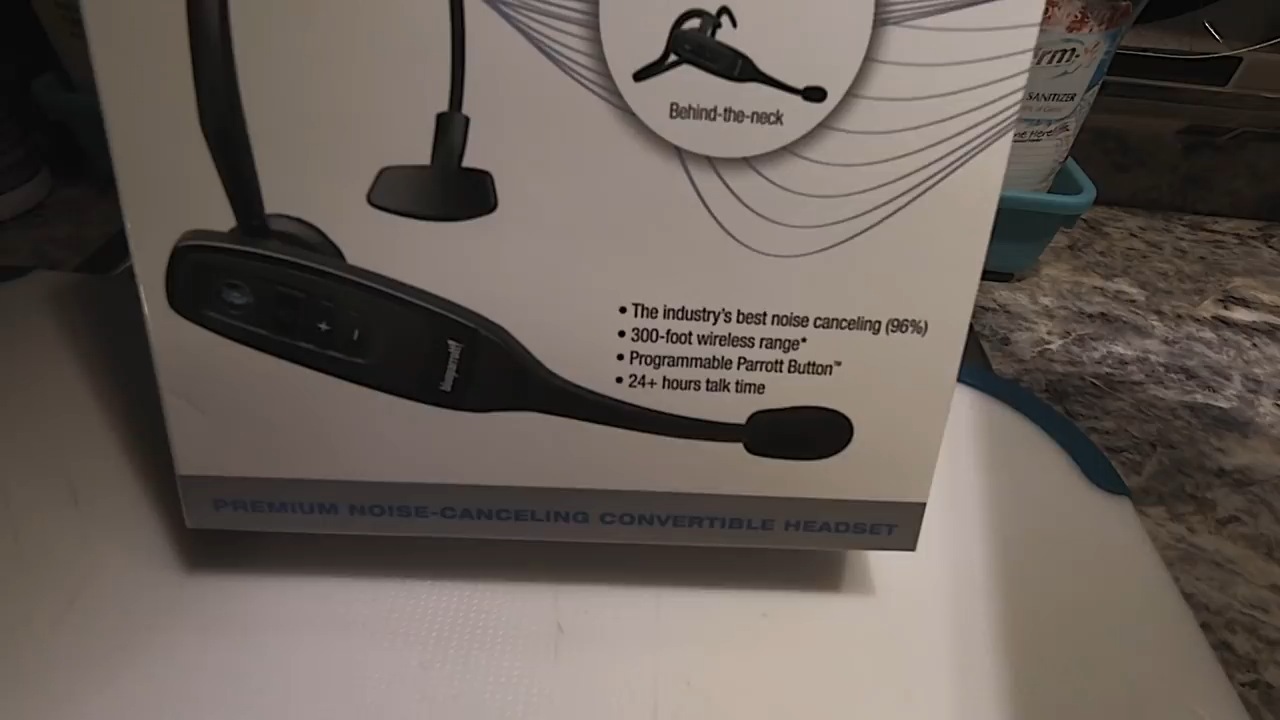 Behind-the-neck
• The industry's best noise canceling (96%)
• 300-foot wireless range*
• Programmable Parrott Button™
• 24+ hours talk time
+
-
blueparrott
PREMIUM NOISE-CANCELING CONVERTIBLE HEADSET
SANITIZER